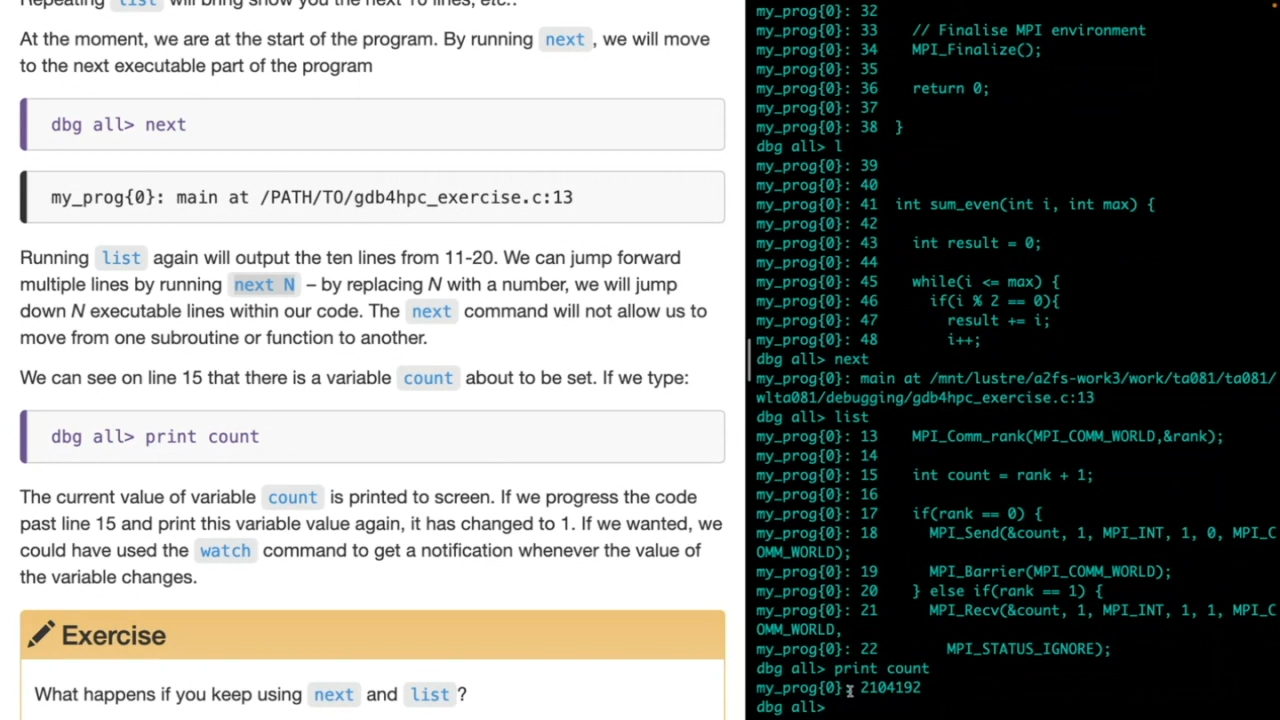 Repeating list will bring show you the next 10 lines, etc..
At the moment, we are at the start of the program. By running next, we will move
to the next executable part of the program
dbg all> next
my_prog{0}: main at /PATH/TO/gdb4hpc_exercise.c:13
Running list again will output the ten lines from 11-20. We can jump forward
multiple lines by running next N – by replacing N with a number, we will jump
down N executable lines within our code. The next command will not allow us to
move from one subroutine or function to another.
We can see on line 15 that there is a variable count about to be set. If we type:
dbg all> print count
The current value of variable count is printed to screen. If we progress the code
past line 15 and print this variable value again, it has changed to 1. If we wanted, we
could have used the watch command to get a notification whenever the value of
the variable changes.
Exercise
What happens if you keep using next and list?
my_prog{0}: 32
my_prog{0}: 33    // Finalise MPI environment
my_prog{0}: 34    MPI_Finalize();
my_prog{0}: 35
my_prog{0}: 36    return 0;
my_prog{0}: 37
my_prog{0}: 38  }
dbg all> l
my_prog{0}: 39
my_prog{0}: 40
my_prog{0}: 41  int sum_even(int i, int max) {
my_prog{0}: 42
my_prog{0}: 43    int result = 0;
my_prog{0}: 44
my_prog{0}: 45    while(i <= max) {
my_prog{0}: 46      if(i % 2 == 0){
my_prog{0}: 47        result += i;
my_prog{0}: 48        i++;
dbg all> next
my_prog{0}: main at /mnt/lustre/a2fs-work3/work/ta081/ta081/
wlta081/debugging/gdb4hpc_exercise.c:13
dbg all> list
my_prog{0}: 13    MPI_Comm_rank(MPI_COMM_WORLD,&rank);
my_prog{0}: 14
my_prog{0}: 15    int count = rank + 1;
my_prog{0}: 16
my_prog{0}: 17    if(rank == 0) {
my_prog{0}: 18      MPI_Send(&count, 1, MPI_INT, 1, 0, MPI_C
OMM_WORLD);
my_prog{0}: 19      MPI_Barrier(MPI_COMM_WORLD);
my_prog{0}: 20    } else if(rank == 1) {
my_prog{0}: 21      MPI_Recv(&count, 1, MPI_INT, 1, 1, MPI_C
OMM_WORLD,
my_prog{0}: 22        MPI_STATUS_IGNORE);
dbg all> print count
my_prog{0}: 2104192
dbg all>